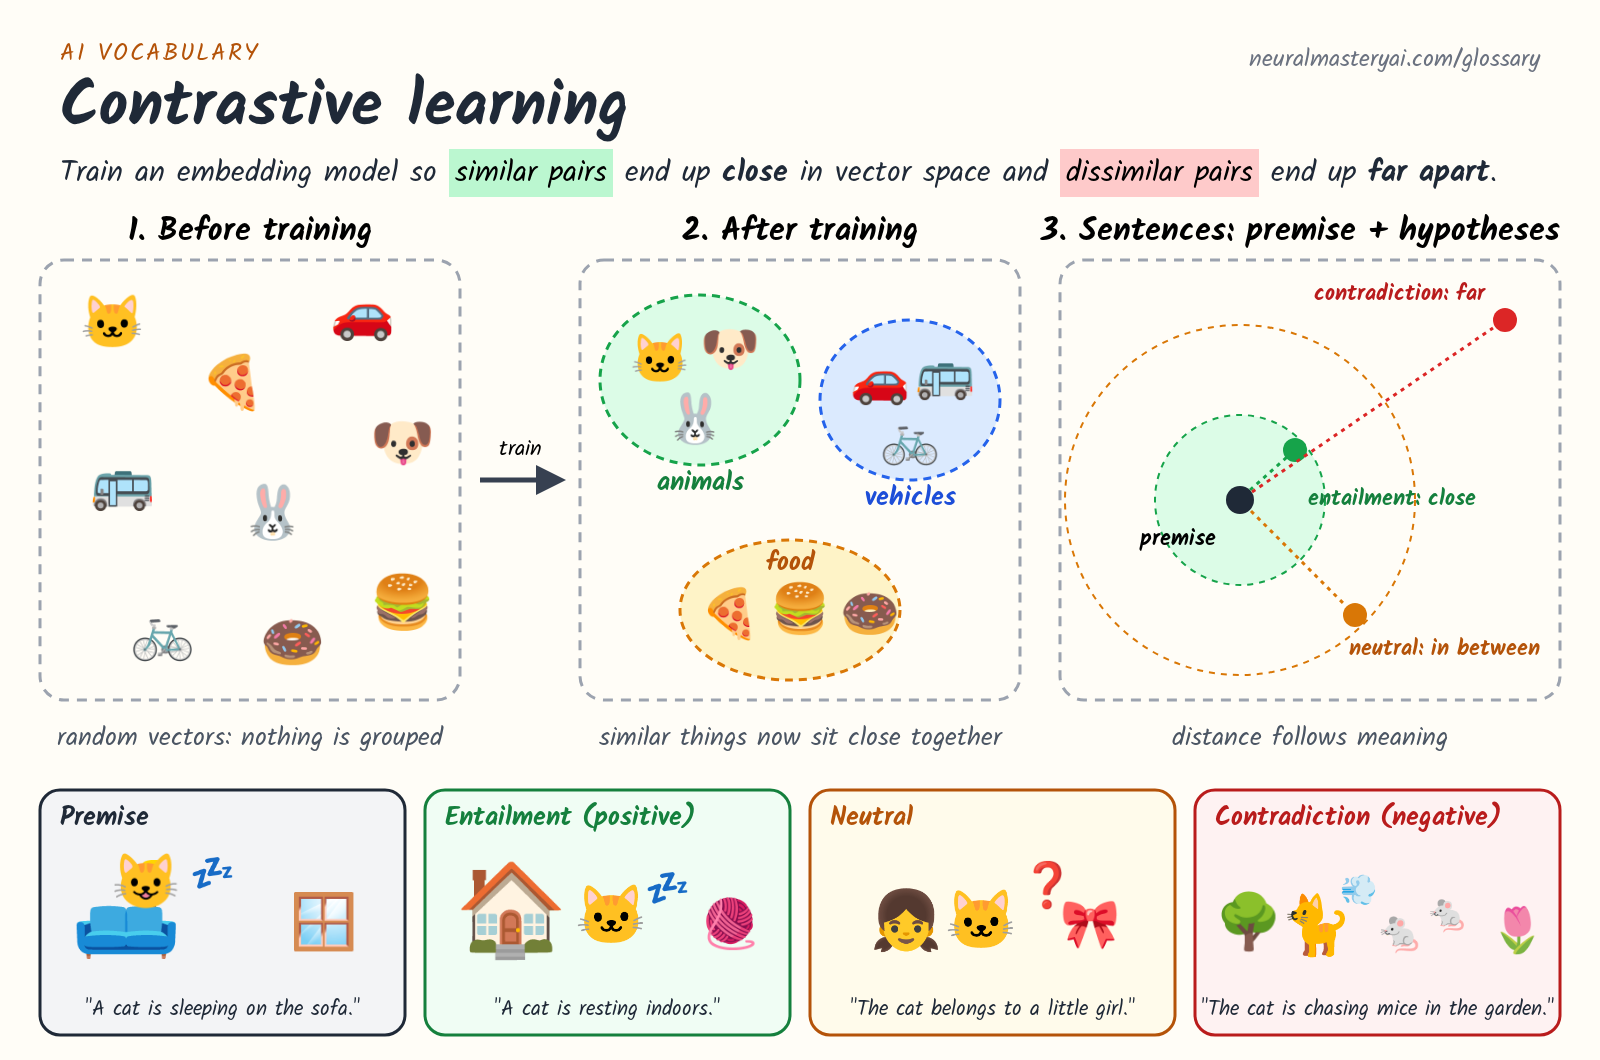 AI VOCABULARY
neuralmasteryai.com/glossary
Contrastive learning
Train an embedding model so similar pairs end up close in vector space and dissimilar pairs end up far apart.
1. Before training
2. After training
3. Sentences: premise + hypotheses
train
animals
vehicles
food
contradiction: far
entailment: close
premise
neutral: in between
random vectors: nothing is grouped
similar things now sit close together
distance follows meaning
Premise
zzz
"A cat is sleeping on the sofa."
Entailment (positive)
zzz
"A cat is resting indoors."
Neutral
?
"The cat belongs to a little girl."
Contradiction (negative)
"The cat is chasing mice in the garden."